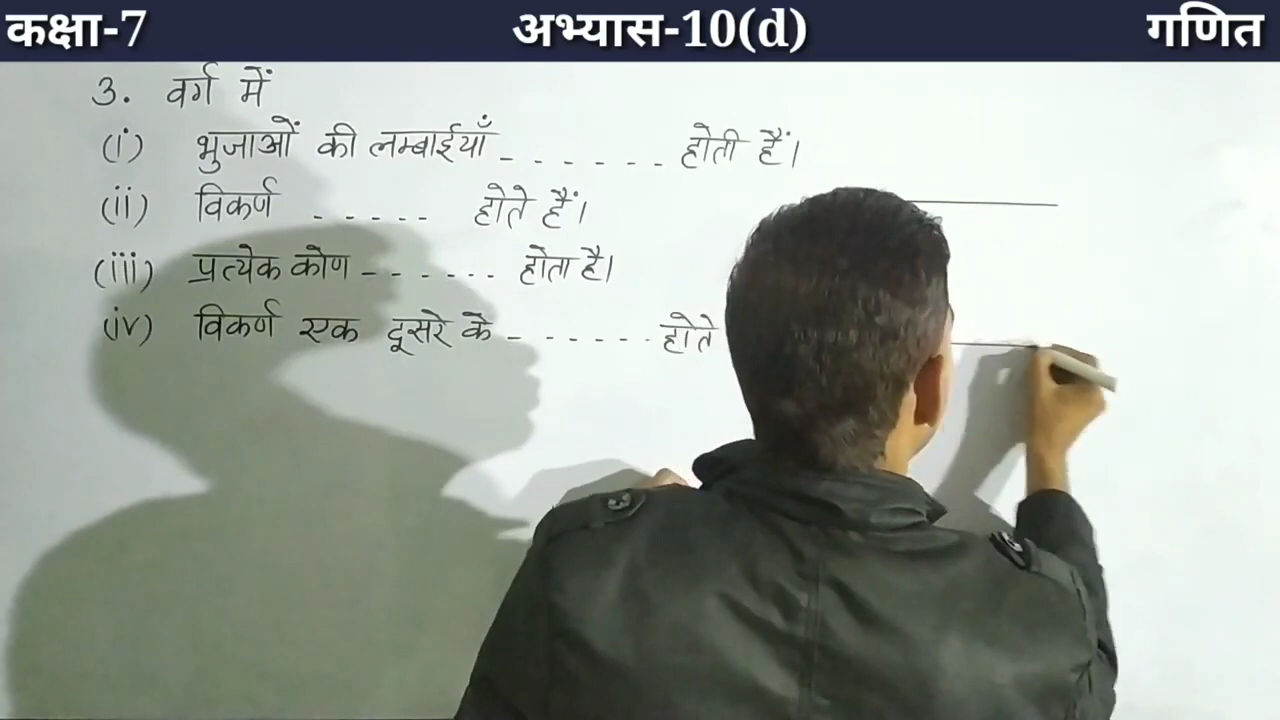 कक्षा-7 अभ्यास-10(d) गणित
3. वर्ग में
(i) भुजाओं की लम्बाईयाँ ------ होती हैं।
(ii) विकर्ण ----- होते हैं।
(iii) प्रत्येक कोण ------ होता है।
(iv) विकर्ण एक दूसरे के ------ होते